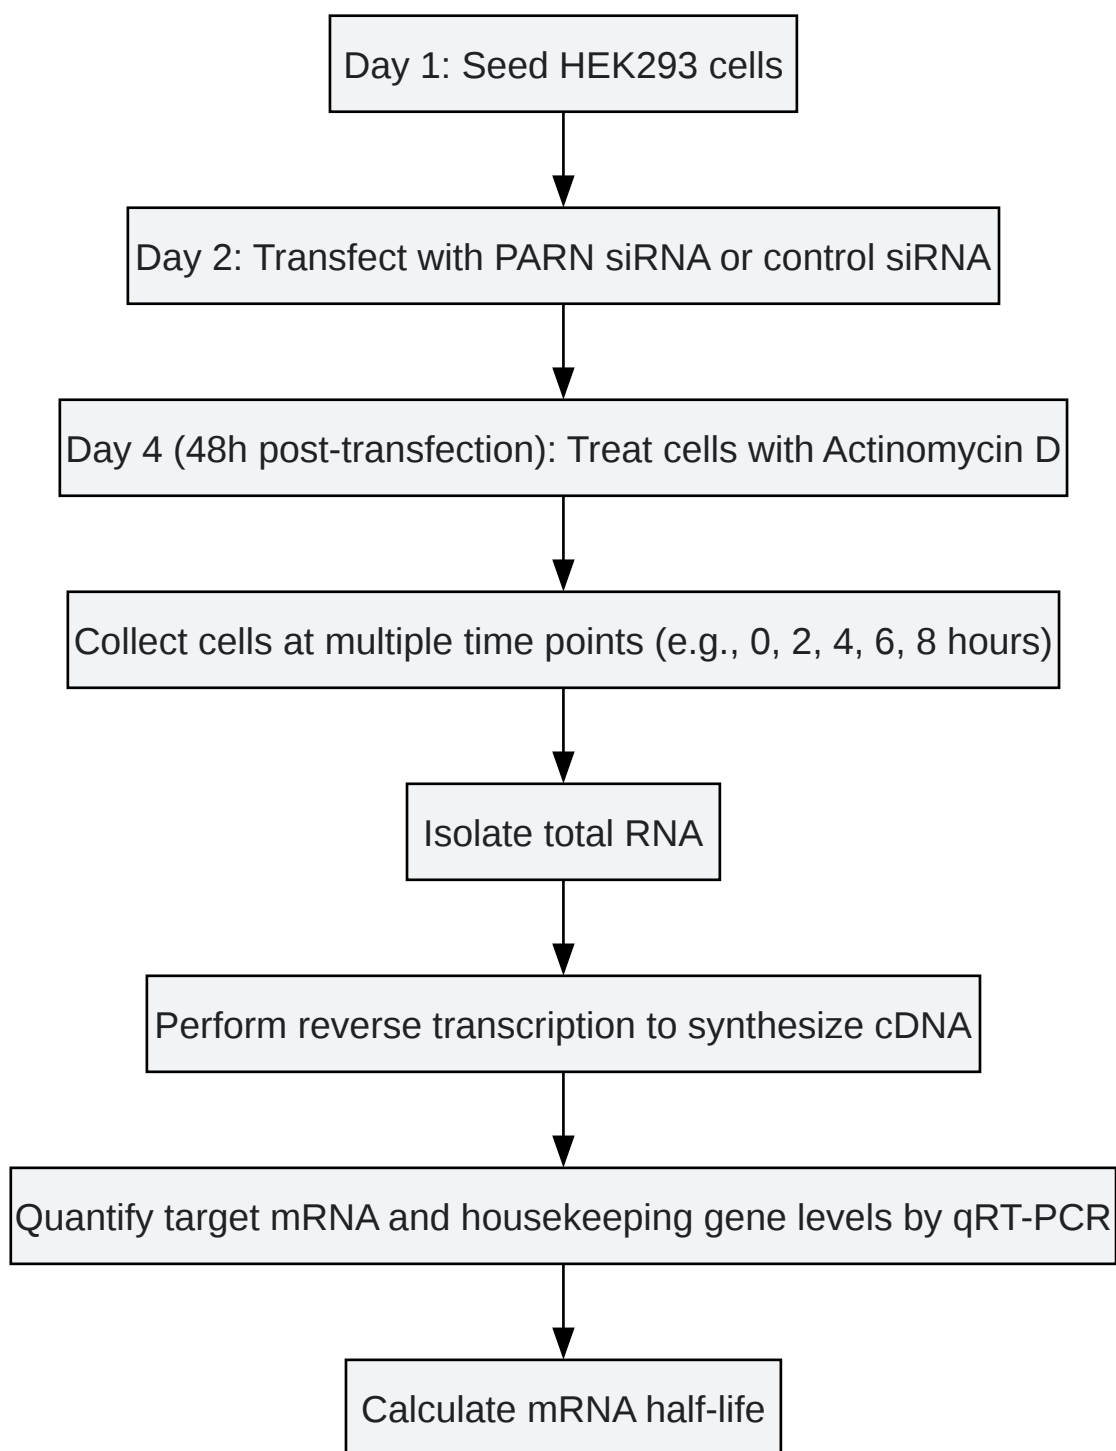 Day 1: Seed HEK293 cells
Day 2: Transfect with PARN siRNA or control siRNA
Day 4 (48h post-transfection): Treat cells with Actinomycin D
Collect cells at multiple time points (e.g., 0, 2, 4, 6, 8 hours)
Isolate total RNA
Perform reverse transcription to synthesize cDNA
Quantify target mRNA and housekeeping gene levels by qRT-PCR
Calculate mRNA half-life